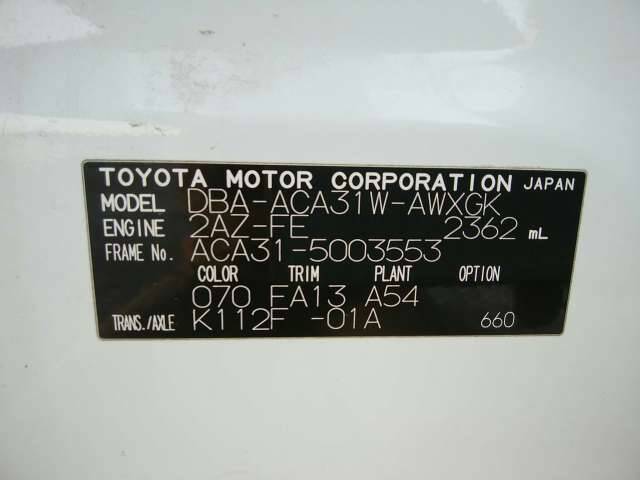 TOYOTA MOTOR CORPORATION JAPAN
MODEL DBA-ACA31W-AWXGK
ENGINE 2AZ-FE 2362 mL
FRAME No. ACA31-5003553
COLOR TRIM PLANT OPTION
070 FA13 A54
TRANS./AXLE K112F -01A 660